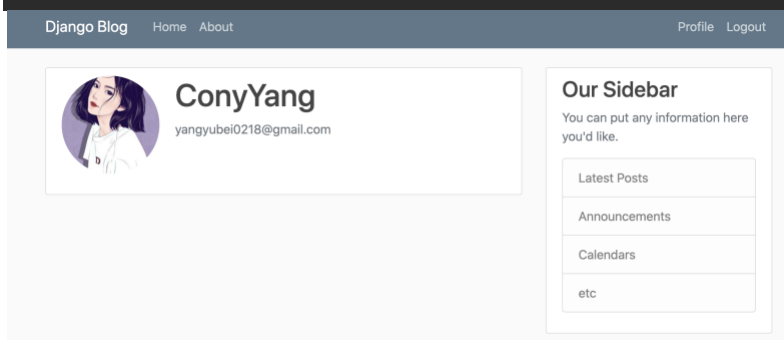 Django Blog Home About Profile Logout
ConyYang
yangyubei0218@gmail.com
Our Sidebar
You can put any information here
you'd like.
Latest Posts
Announcements
Calendars
etc